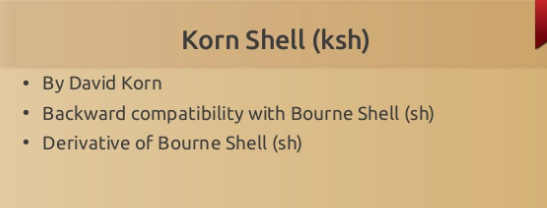 Korn Shell (ksh)
• By David Korn
• Backward compatibility with Bourne Shell (sh)
• Derivative of Bourne Shell (sh)